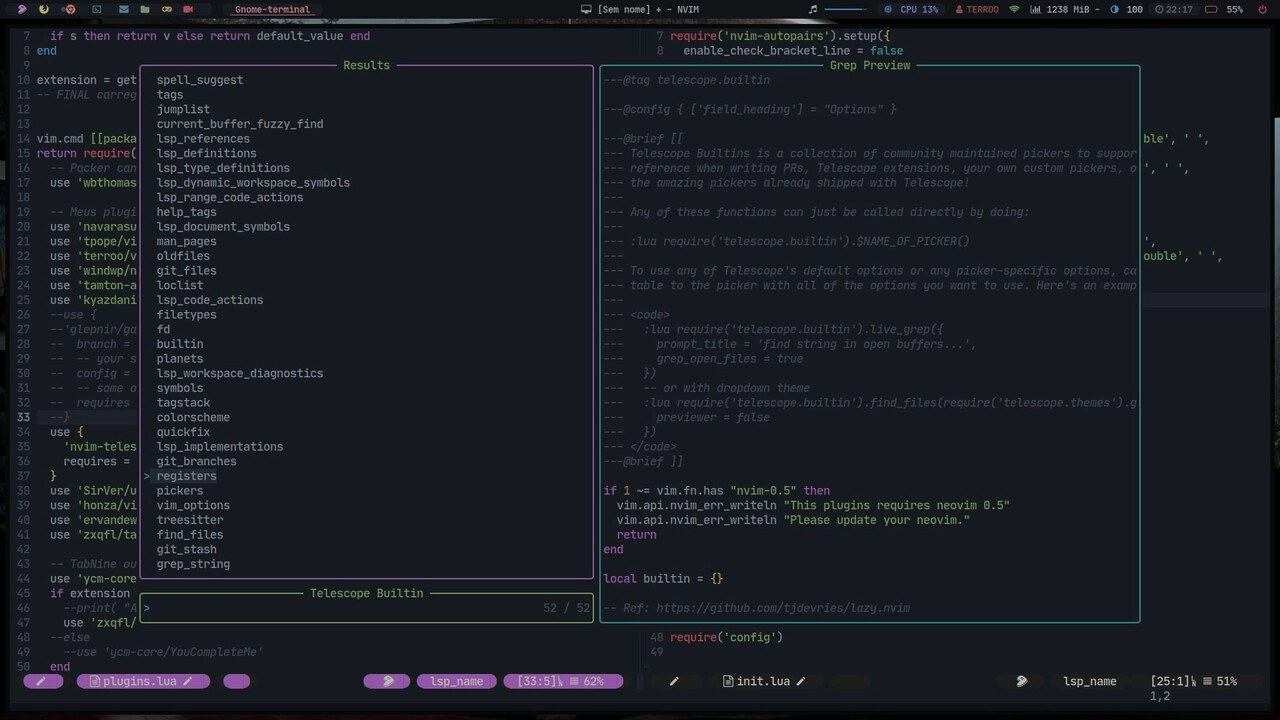 Gnome-terminal
[Sem nome] + - NVIM
CPU 13%
TERROO
1238 MiB -
100
22:17
55%
7 if s then return v else return default_value end
8 end
9
10 extension = get
11 -- FINAL carreg
12
13
14 vim.cmd [[packa
15 return require(
16 -- Packer can
17 use 'wbthomas
18
19 -- Meus plugi
20 use 'navarasu
21 use 'tpope/vi
22 use 'terroo/v
23 use 'windwp/n
24 use 'tamton-a
25 use 'kyazdani
26 --use {
27 --'glepnir/ga
28 -- branch =
29 -- -- your s
30 -- config =
31 -- -- some o
32 -- requires
33 --}
34 use {
35 'nvim-teles
36 requires =
37 }
38 use 'SirVer/u
39 use 'honza/vi
40 use 'ervandew
41 use 'zxqfl/ta
42
43 -- TabNine ou
44 use 'ycm-core
45 if extension
46 --print( "A
47 use 'zxqfl/
48 --else
49 --use 'ycm-core/YouCompleteMe'
50 end
Results
spell_suggest
tags
jumplist
current_buffer_fuzzy_find
lsp_references
lsp_definitions
lsp_type_definitions
lsp_dynamic_workspace_symbols
lsp_range_code_actions
help_tags
lsp_document_symbols
man_pages
oldfiles
git_files
loclist
lsp_code_actions
filetypes
fd
builtin
planets
lsp_workspace_diagnostics
symbols
tagstack
colorscheme
quickfix
lsp_implementations
git_branches
> registers
pickers
vim_options
treesitter
find_files
git_stash
grep_string
Telescope Builtin
> 52 / 52
7 require('nvim-autopairs').setup({
8 enable_check_bracket_line = false
Grep Preview
---@tag telescope.builtin
---@config { ['field_heading'] = "Options" }
---@brief [[
--- Telescope Builtins is a collection of community maintained pickers to suppor
--- reference when writing PRs, Telescope extensions, your own custom pickers, o
--- the amazing pickers already shipped with Telescope!
---
--- Any of these functions can just be called directly by doing:
---
--- :lua require('telescope.builtin').$NAME_OF_PICKER()
---
--- To use any of Telescope's default options or any picker-specific options, ca
--- table to the picker with all of the options you want to use. Here's an examp
---
--- <code>
--- :lua require('telescope.builtin').live_grep({
--- prompt_title = 'find string in open buffers...',
--- grep_open_files = true
--- })
--- -- or with dropdown theme
--- :lua require('telescope.builtin').find_files(require('telescope.themes').g
--- previewer = false
--- })
--- </code>
---@brief ]]
if 1 ~= vim.fn.has "nvim-0.5" then
vim.api.nvim_err_writeln "This plugins requires neovim 0.5"
vim.api.nvim_err_writeln "Please update your neovim."
return
end
local builtin = {}
-- Ref: https://github.com/tjdevries/lazy.nvim
ble', ' ',
', ' ',
',
ouble', ' ',
48 require('config')
49
plugins.lua
lsp_name
[33:5]
62%
init.lua
lsp_name
[25:1]
51%
1,2